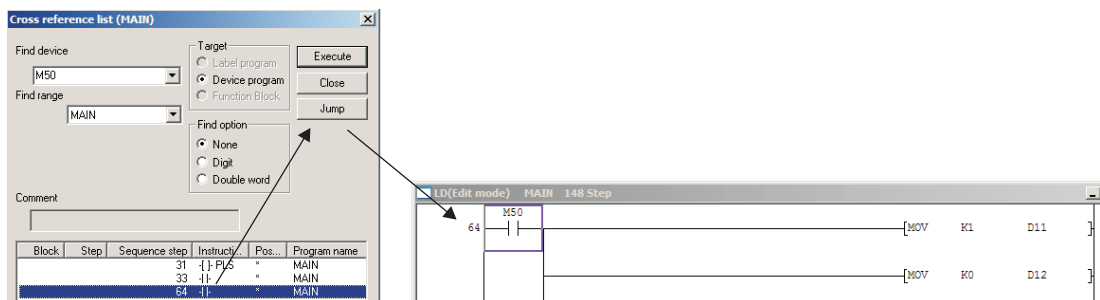 Cross reference list (MAIN)
Find device
M50
Find range
MAIN
Target
Label program
Device program
Function Block
Find option
None
Digit
Double word
Execute
Close
Jump
Comment
Block Step Sequence step Instructi... Pos... Program name
31 -[ ]- PLS * MAIN
33 -| |- * MAIN
64 -| |- * MAIN
LD(Edit mode) MAIN 148 Step
M50
64 [MOV K1 D11 ]
[MOV K0 D12 ]